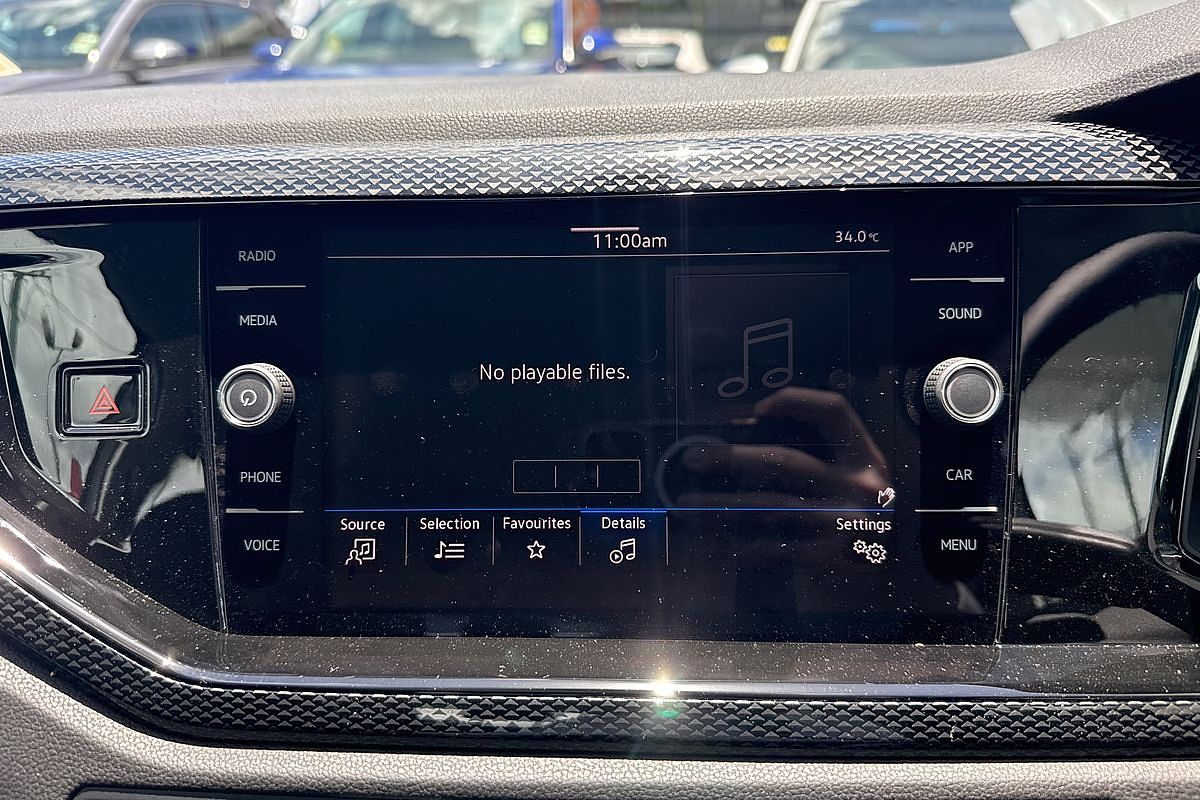 11:00am
34.0°C
RADIO
MEDIA
PHONE
VOICE
No playable files.
Source
Selection
Favourites
Details
Settings
APP
SOUND
CAR
MENU